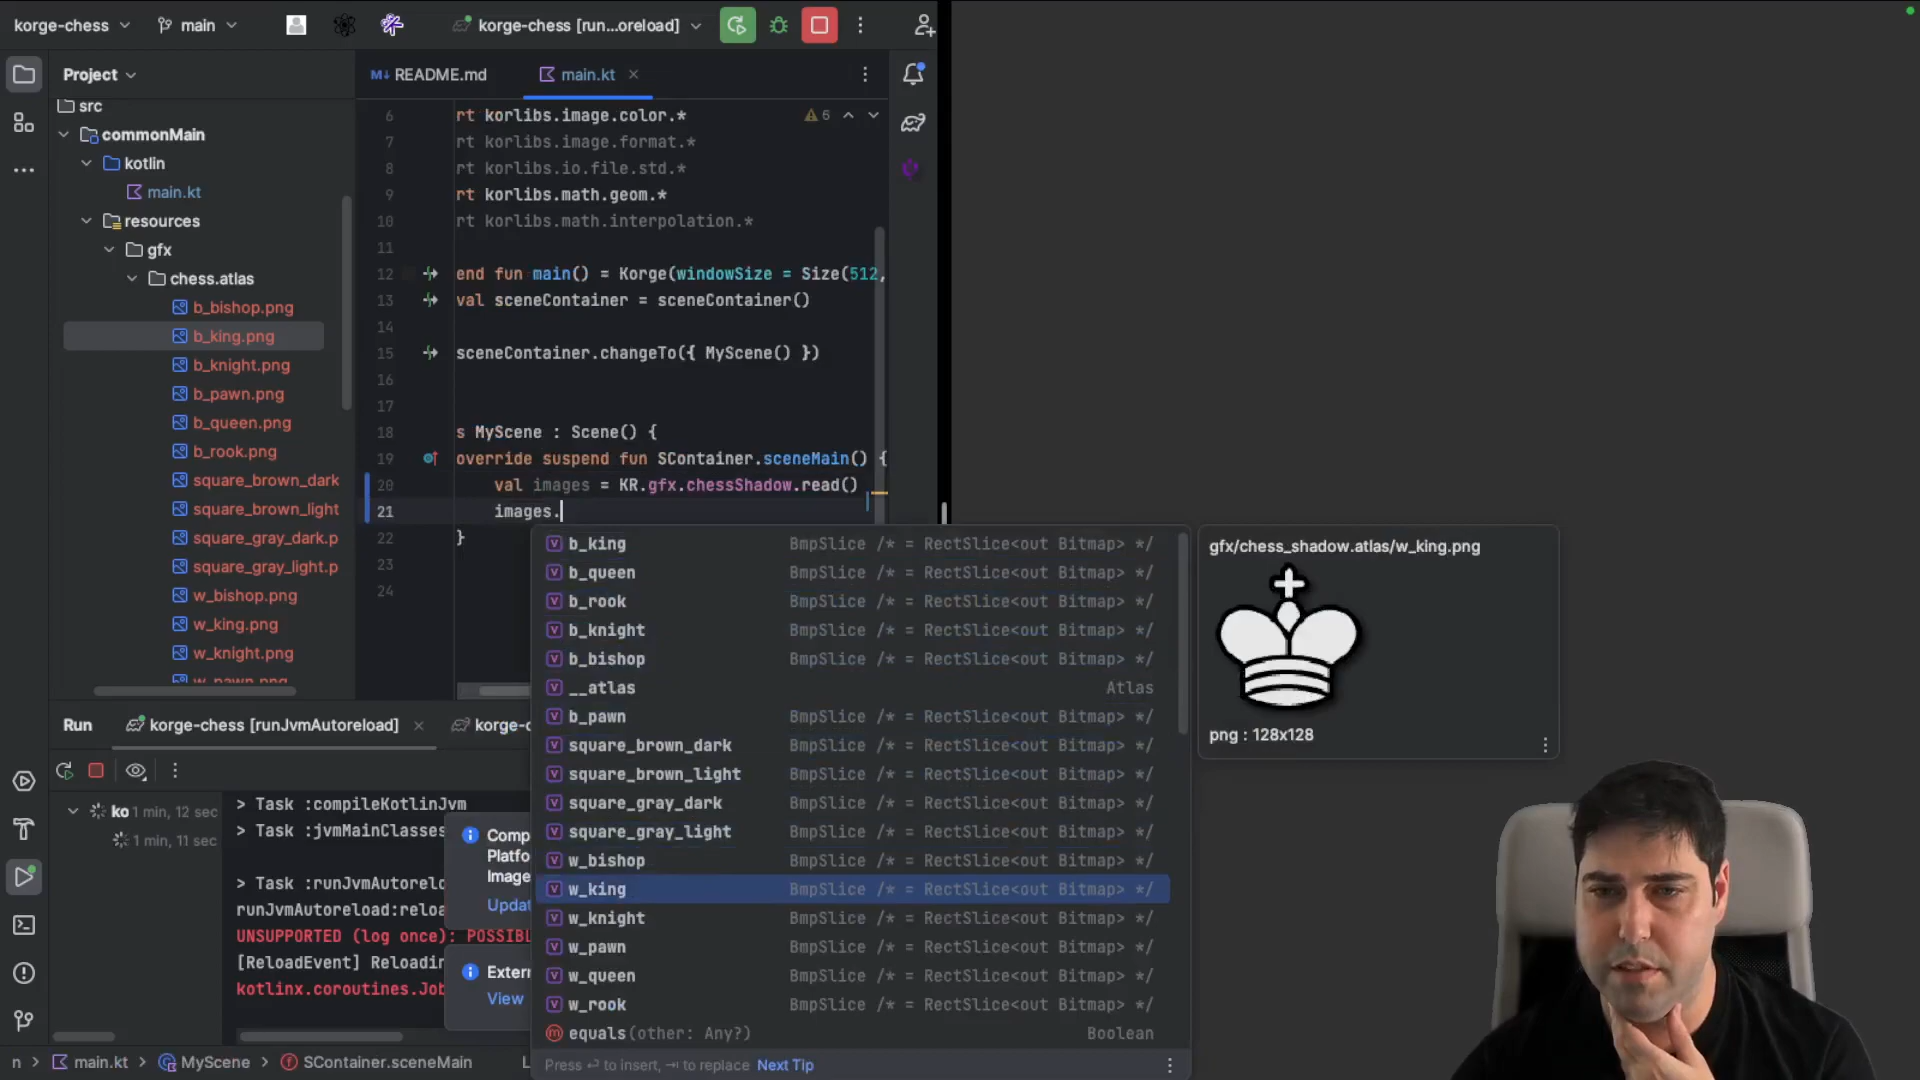 korge-chess
main
korge-chess [run...oreload]
Project
README.md
main.kt
src
commonMain
kotlin
main.kt
resources
gfx
chess.atlas
b_bishop.png
b_king.png
b_knight.png
b_pawn.png
b_queen.png
b_rook.png
square_brown_dark
square_brown_light
square_gray_dark.p
square_gray_light.p
w_bishop.png
w_king.png
w_knight.png
w_pawn.png
6 rt korlibs.image.color.*
6
7 rt korlibs.image.format.*
8 rt korlibs.io.file.std.*
9 rt korlibs.math.geom.*
10 rt korlibs.math.interpolation.*
11
12 end fun main() = Korge(windowSize = Size(512,
13 val sceneContainer = sceneContainer()
14
15 sceneContainer.changeTo({ MyScene() })
16
17
18 s MyScene : Scene() {
19 override suspend fun SContainer.sceneMain() {
20 val images = KR.gfx.chessShadow.read()
21 images.
22 }
23
24
b_king BmpSlice /* = RectSlice<out Bitmap> */
b_queen BmpSlice /* = RectSlice<out Bitmap> */
b_rook BmpSlice /* = RectSlice<out Bitmap> */
b_knight BmpSlice /* = RectSlice<out Bitmap> */
b_bishop BmpSlice /* = RectSlice<out Bitmap> */
__atlas Atlas
b_pawn BmpSlice /* = RectSlice<out Bitmap> */
square_brown_dark BmpSlice /* = RectSlice<out Bitmap> */
square_brown_light BmpSlice /* = RectSlice<out Bitmap> */
square_gray_dark BmpSlice /* = RectSlice<out Bitmap> */
square_gray_light BmpSlice /* = RectSlice<out Bitmap> */
w_bishop BmpSlice /* = RectSlice<out Bitmap> */
w_king BmpSlice /* = RectSlice<out Bitmap> */
w_knight BmpSlice /* = RectSlice<out Bitmap> */
w_pawn BmpSlice /* = RectSlice<out Bitmap> */
w_queen BmpSlice /* = RectSlice<out Bitmap> */
w_rook BmpSlice /* = RectSlice<out Bitmap> */
equals(other: Any?) Boolean
Press ⏎ to insert, ⇥ to replace Next Tip
gfx/chess_shadow.atlas/w_king.png
png : 128x128
Run
korge-chess [runJvmAutoreload]
korge-c
ko 1 min, 12 sec
1 min, 11 sec
> Task :compileKotlinJvm
> Task :jvmMainClasses
> Task :runJvmAutorelo
runJvmAutoreload:reloa
UNSUPPORTED (log once): POSSIBL
[ReloadEvent] Reloadin
kotlinx.coroutines.Job
Comp
Platfo
Image
Updat
Extern
View
n > main.kt > MyScene > SContainer.sceneMain
L